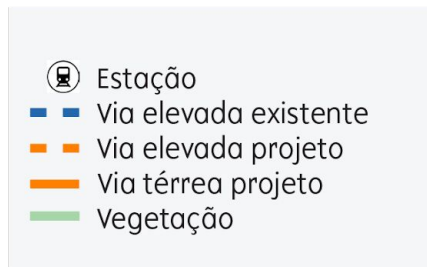 Estação
Via elevada existente
Via elevada projeto
Via térrea projeto
Vegetação